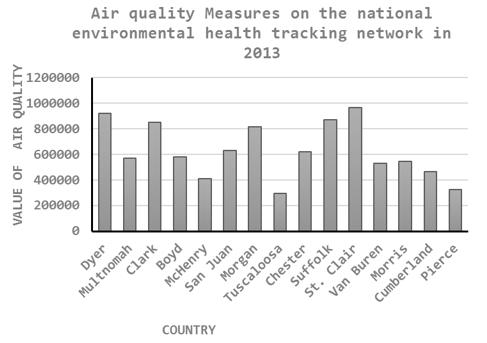 Air quality Measures on the national
environmental health tracking network in
2013
VALUE OF AIR QUALITY
1200000
1000000
800000
600000
400000
200000
0
Dyer
Multnomah
Clark
Boyd
McHenry
San Juan
Morgan
Tuscaloosa
Chester
Suffolk
St. Clair
Van Buren
Morris
Cumberland
Pierce
COUNTRY